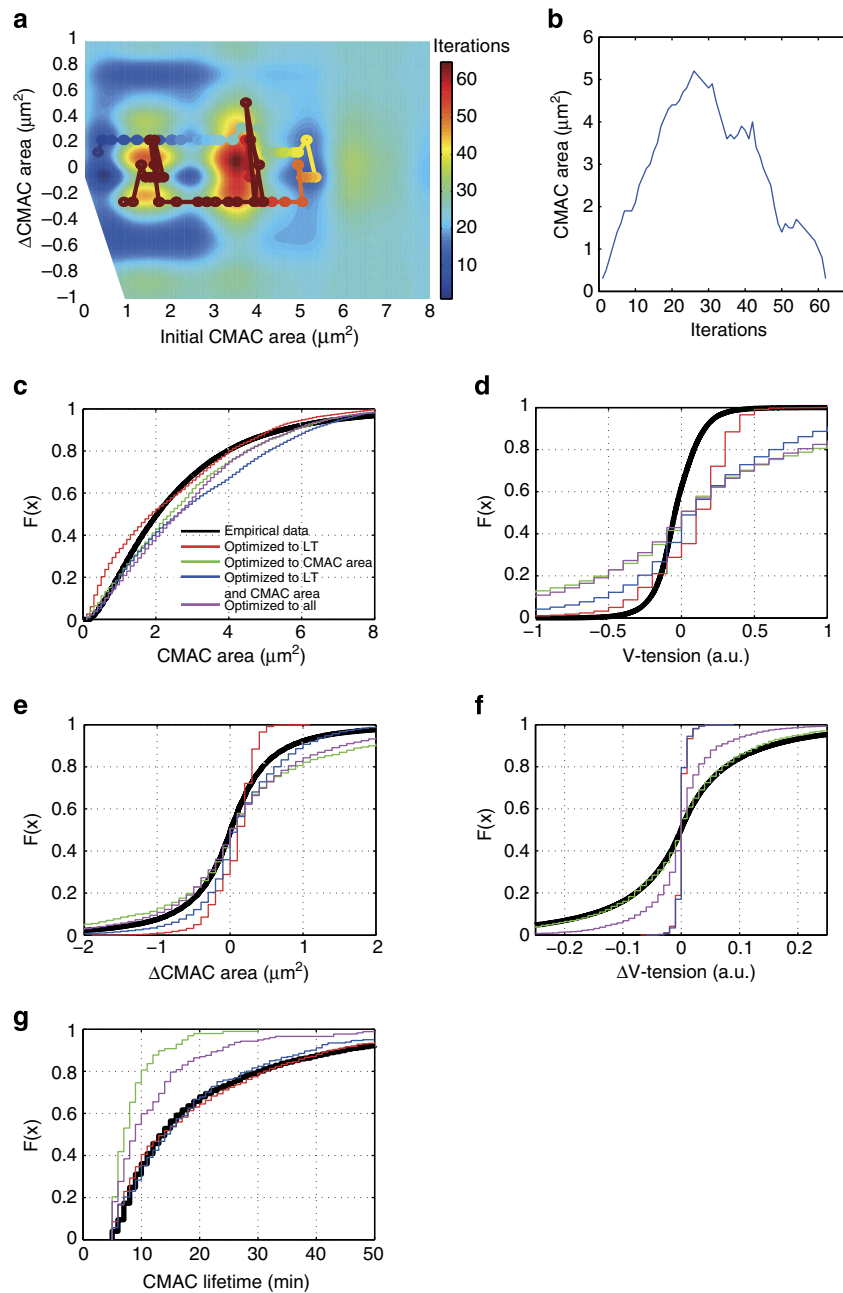 a
Iterations
1
0.8
0.6
0.4
0.2
0
−0.2
−0.4
−0.6
−0.8
−1
ΔCMAC area (µm²)
0 1 2 3 4 5 6 7 8
Initial CMAC area (µm²)
60
50
40
30
20
10
b
6
5
4
3
2
1
0
CMAC area (µm²)
0 10 20 30 40 50 60
Iterations
c
1
0.8
0.6
0.4
0.2
0
F(x)
Empirical data
Optimized to LT
Optimized to CMAC area
Optimized to LT
and CMAC area
Optimized to all
0 2 4 6 8
CMAC area (µm²)
d
1
0.8
0.6
0.4
0.2
0
F(x)
−1 −0.5 0 0.5 1
V-tension (a.u.)
e
1
0.8
0.6
0.4
0.2
0
F(x)
−2 −1 0 1 2
ΔCMAC area (µm²)
f
1
0.8
0.6
0.4
0.2
0
F(x)
−0.2 −0.1 0 0.1 0.2
ΔV-tension (a.u.)
g
1
0.8
0.6
0.4
0.2
0
F(x)
0 10 20 30 40 50
CMAC lifetime (min)